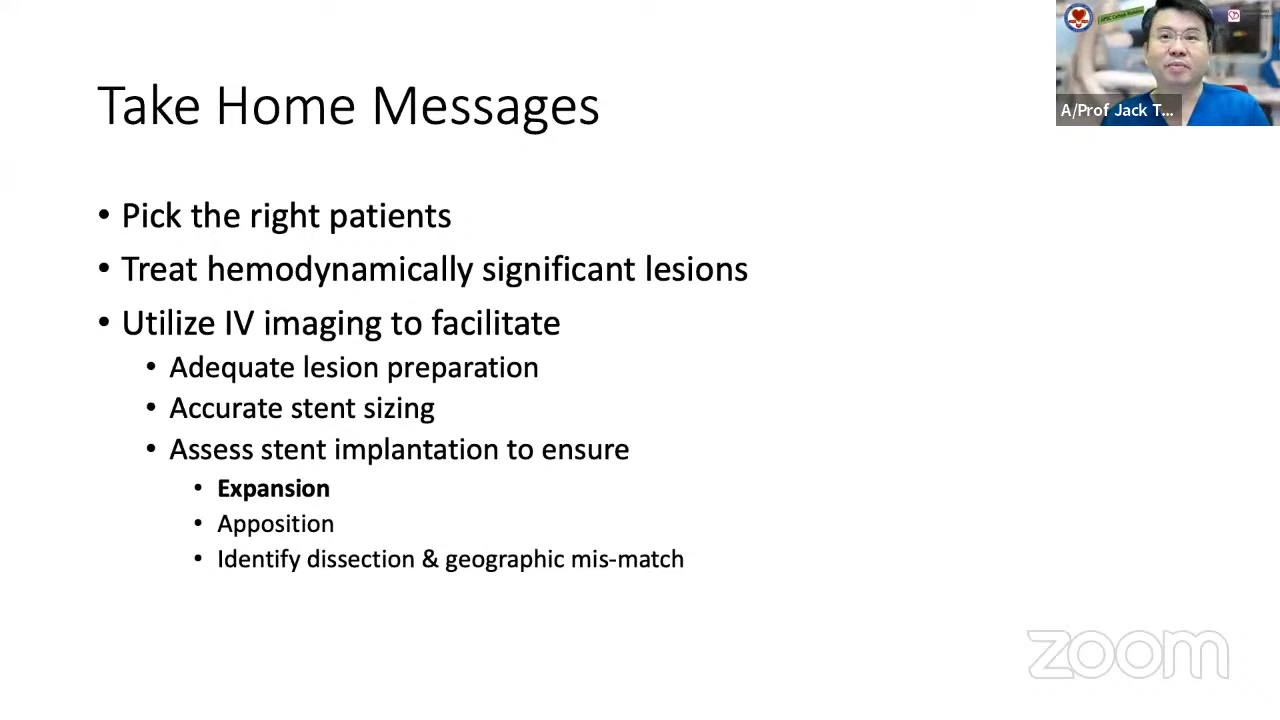 Take Home Messages
• Pick the right patients
• Treat hemodynamically significant lesions
• Utilize IV imaging to facilitate
• Adequate lesion preparation
• Accurate stent sizing
• Assess stent implantation to ensure
• Expansion
• Apposition
• Identify dissection & geographic mis-match
A/Prof Jack T...
zoom